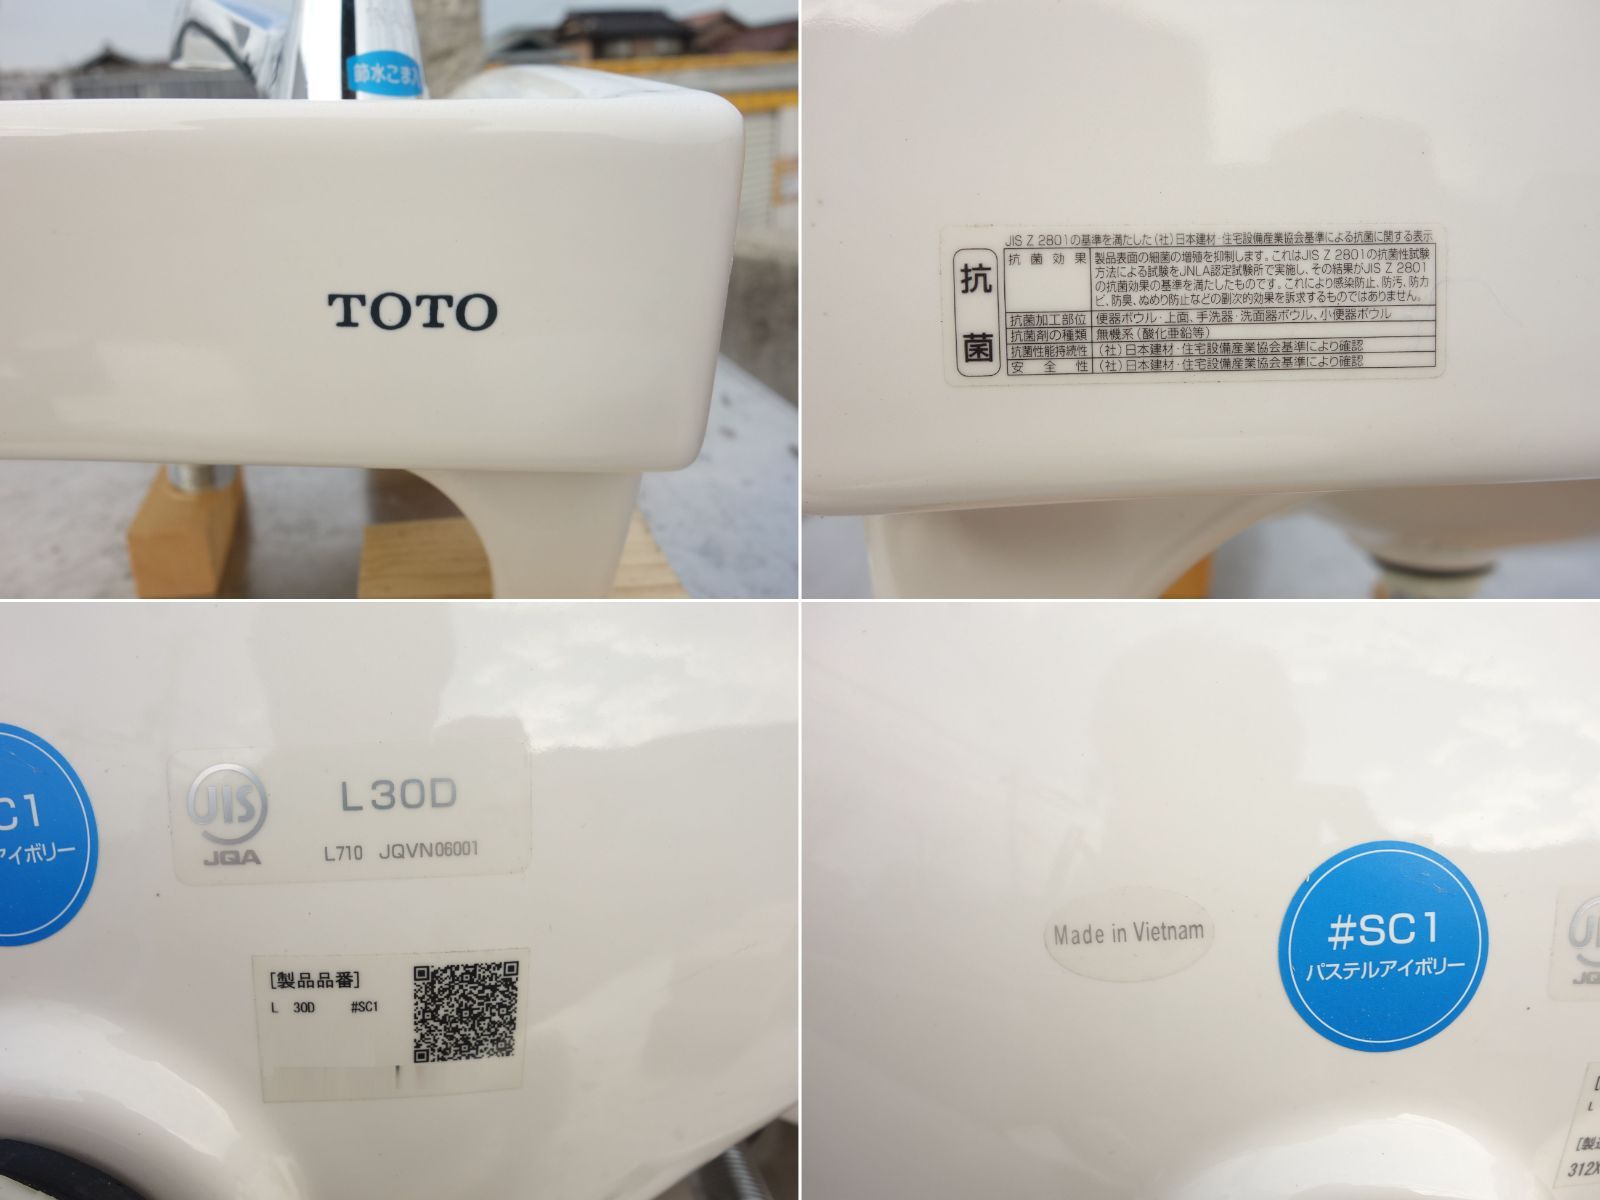 節水こま入
TOTO
JIS Z 2801の基準を満たした(社)日本建材・住宅設備産業協会基準による抗菌に関する表示
抗菌
抗菌効果
製品表面の細菌の増殖を抑制します。これはJIS Z 2801の抗菌性試験
方法による試験をJNLA認定試験所で実施し、その結果がJIS Z 2801
の抗菌効果の基準を満たしたものです。これにより感染防止、防汚、防カ
ビ、防臭、ぬめり防止などの副次的効果を訴求するものではありません。
抗菌加工部位 便器ボウル・上面、手洗器・洗面器ボウル、小便器ボウル
抗菌剤の種類 無機系(酸化亜鉛等)
抗菌性能持続性 (社)日本建材・住宅設備産業協会基準により確認
安全性 (社)日本建材・住宅設備産業協会基準により確認
C1
アイボリー
JIS
JQA
L30D
L710 JQVN06001
[製品品番]
L 30D #SC1
Made in Vietnam
#SC1
パステルアイボリー
JQ
L
[製
312X